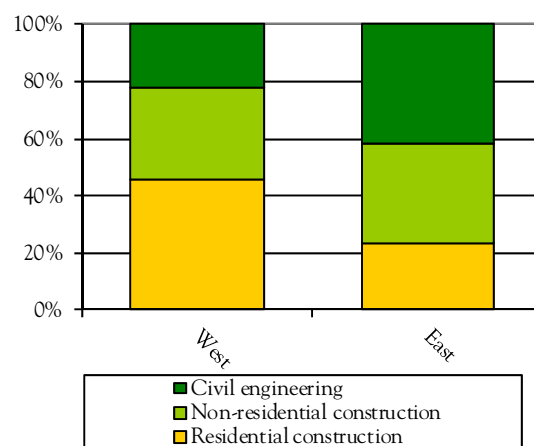 100%
80%
60%
40%
20%
0%
West
East
Civil engineering
Non-residential construction
Residential construction